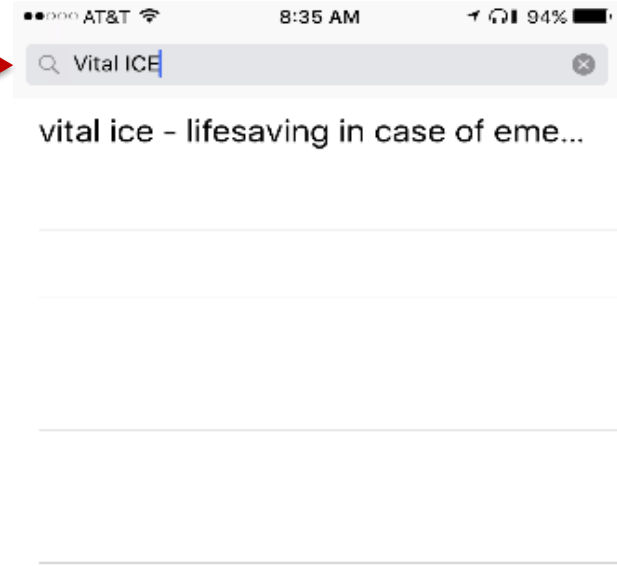 AT&T 8:35 AM 94%
Vital ICE
vital ice - lifesaving in case of eme...